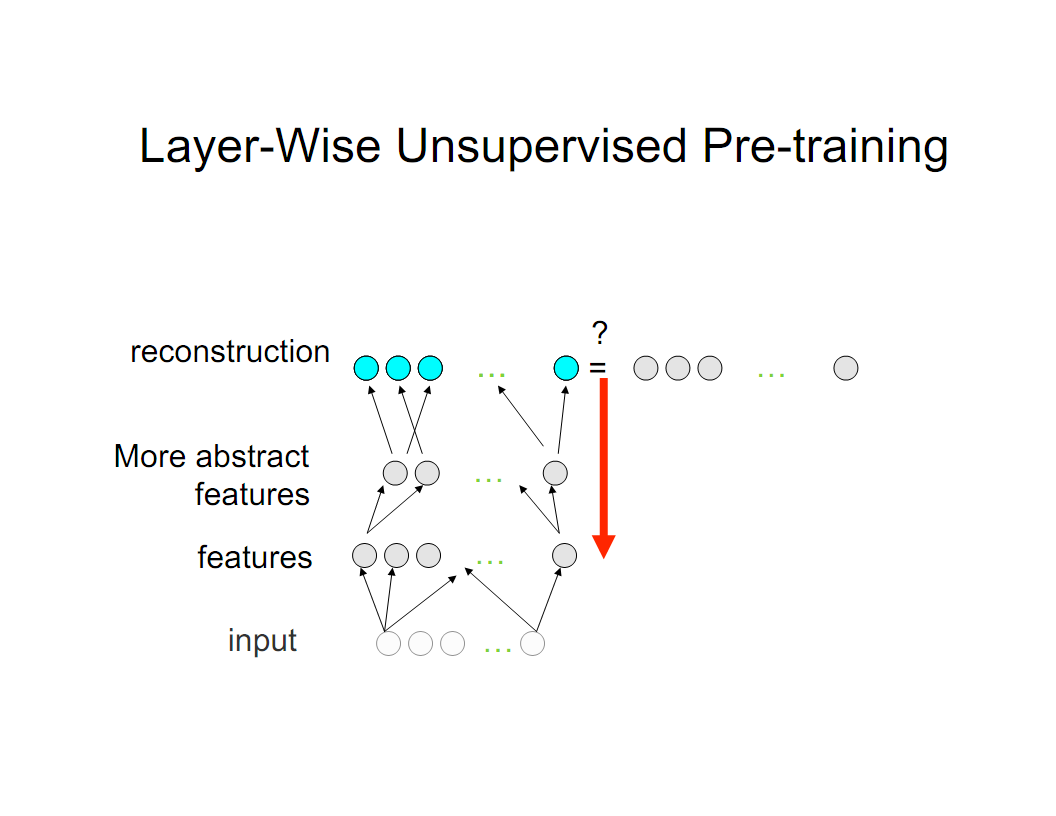 Layer-Wise Unsupervised Pre-training
?
reconstruction
... = ...
More abstract
features
...
features
...
input
...